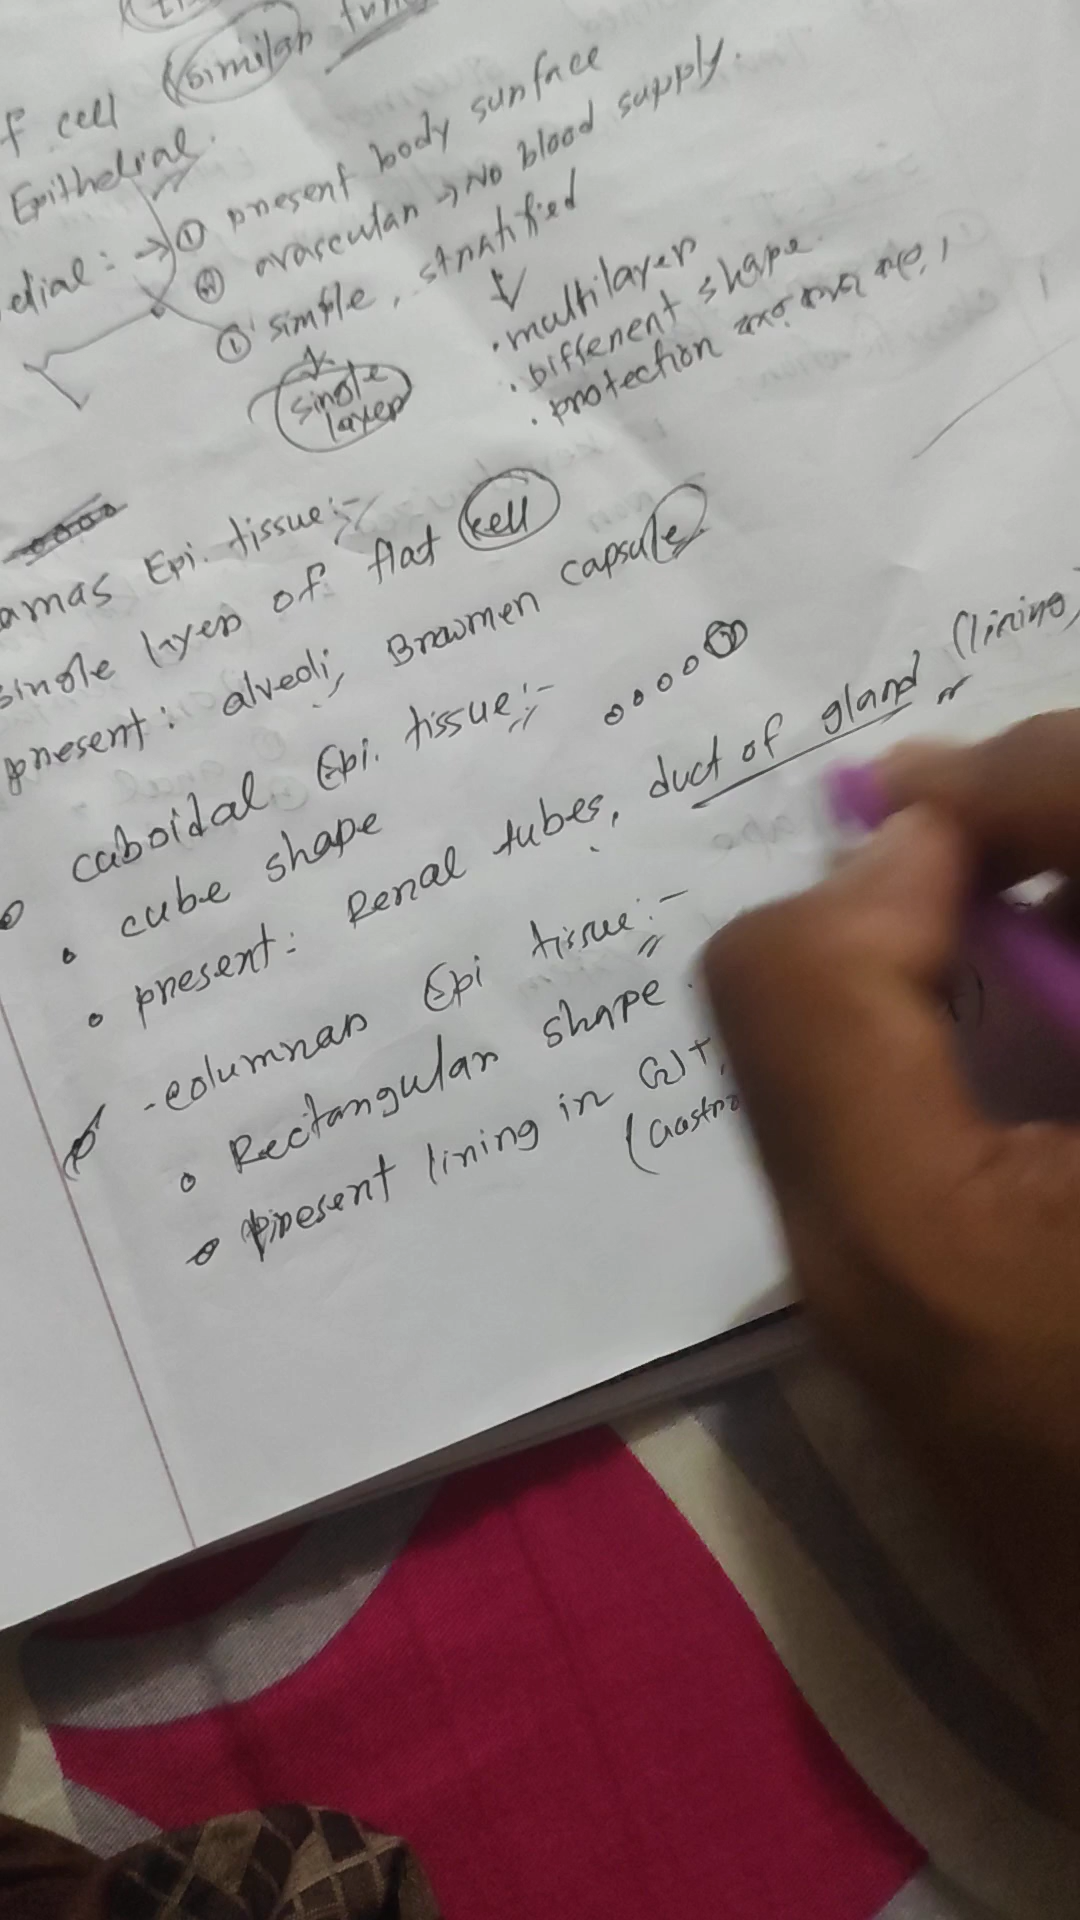 (similar
f cell
Epithelial.
edial: → ① present body surface
② avascular → No blood supply.
① simple, stratified
single layer
• multilayer
• Different shape.
• protection
amas Epi. tissue:-
single layer of flat cell
present: alveoli, Browmen capsule
caboidal Epi. tissue:-
• cube shape
• present: Renal tubes, duct of gland (lining)
columnar Epi tissue:-
• Rectangular shape.
• present lining in GIT,
(Gastro